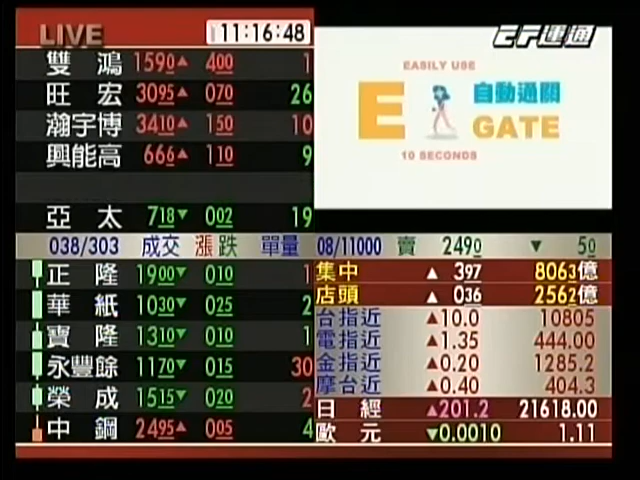 LIVE 11:16:48
雙鴻 1590▲ 400 1
旺宏 3095▲ 070 26
瀚宇博 3410▲ 150 10
興能高 666▲ 110 9
亞太 718▼ 002 19
038/303 成交 漲跌 單量
正隆 1900▼ 010 1
華紙 1030▼ 025 2
寶隆 1310▼ 010 1
永豐餘 1170▼ 015 30
榮成 1515▼ 020 2
中鋼 2495▲ 005 4
CTF運通
EASILY USE
E 自動通關
GATE
10 SECONDS
08/11000 賣 2490 ▼ 50
集中 ▲ 397 8063億
店頭 ▲ 036 2562億
台指近 ▲10.0 10805
電指近 ▲1.35 444.00
金指近 ▲0.20 1285.2
摩台近 ▲0.40 404.3
日經 ▲201.2 21618.00
歐元 ▼0.0010 1.11